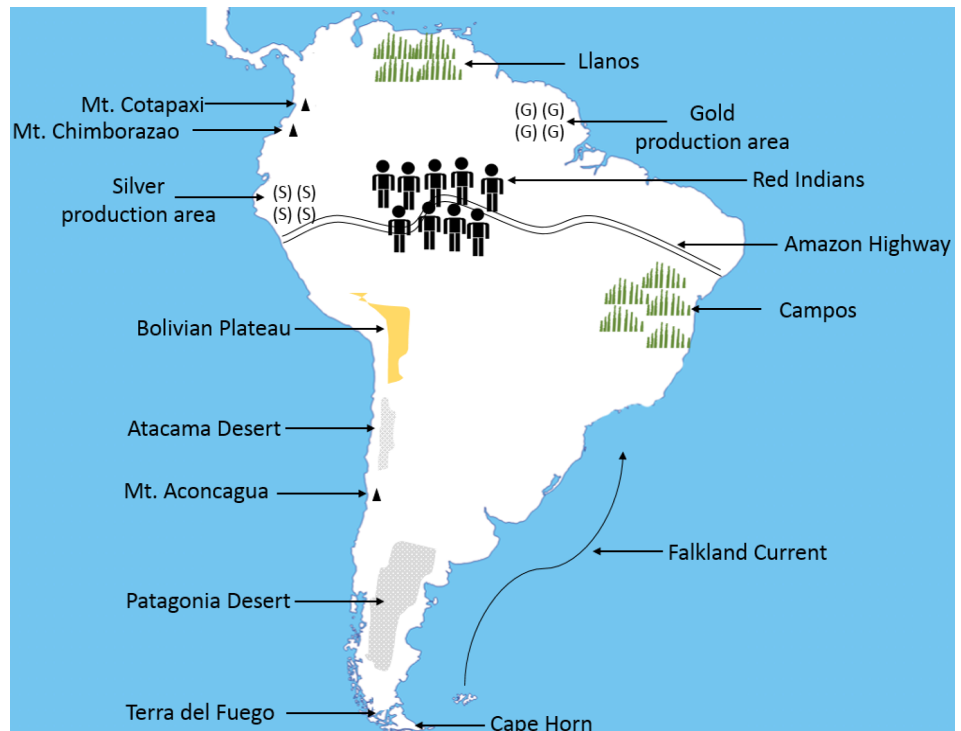 Llanos
Mt. Cotapaxi
Mt. Chimborazao
(G) (G)
(G) (G)
Gold
production area
Red Indians
Silver
production area
(S) (S)
(S) (S)
Amazon Highway
Campos
Bolivian Plateau
Atacama Desert
Mt. Aconcagua
Falkland Current
Patagonia Desert
Terra del Fuego
Cape Horn